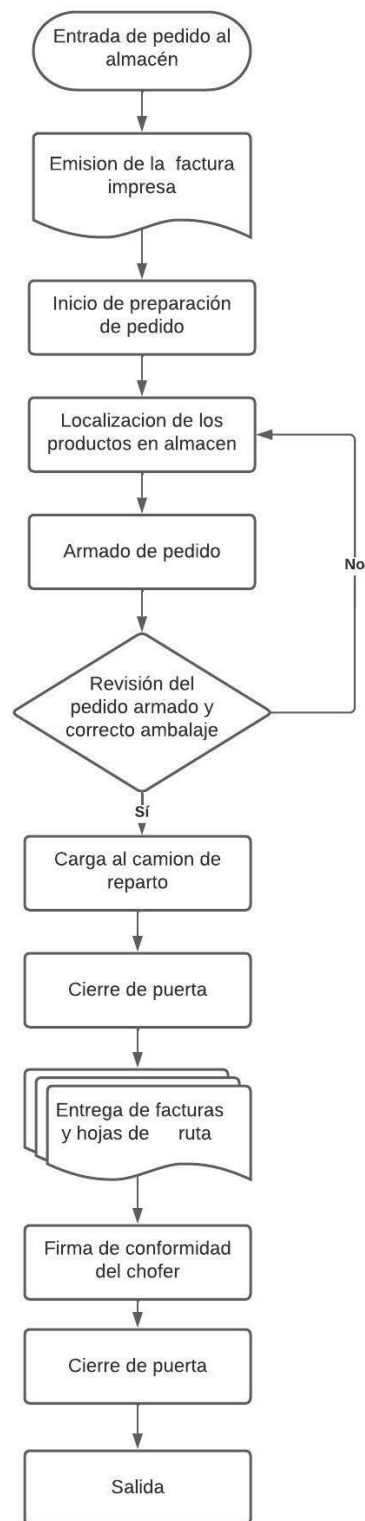 Entrada de pedido al
almacén
Emision de la factura
impresa
Inicio de preparación
de pedido
Localizacion de los
productos en almacen
Armado de pedido
No
Revisión del
pedido armado y
correcto ambalaje
Sí
Carga al camion de
reparto
Cierre de puerta
Entrega de facturas
y hojas de ruta
Firma de conformidad
del chofer
Cierre de puerta
Salida